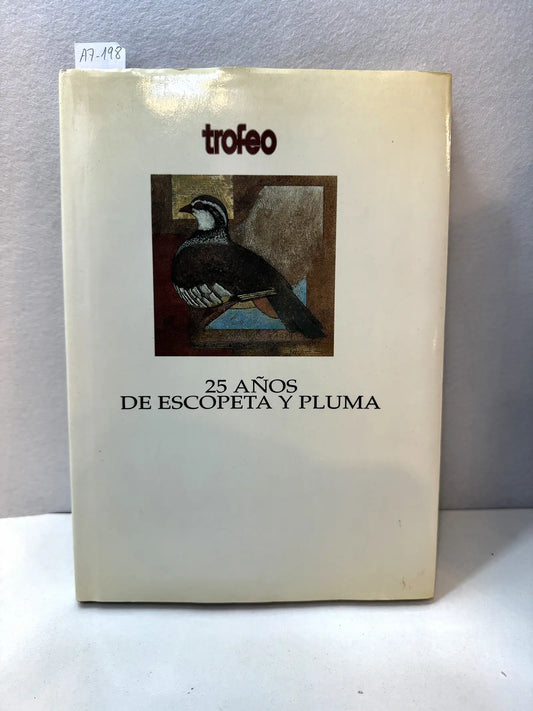 A7-198
trofeo
25 AÑOS
DE ESCOPETA Y PLUMA